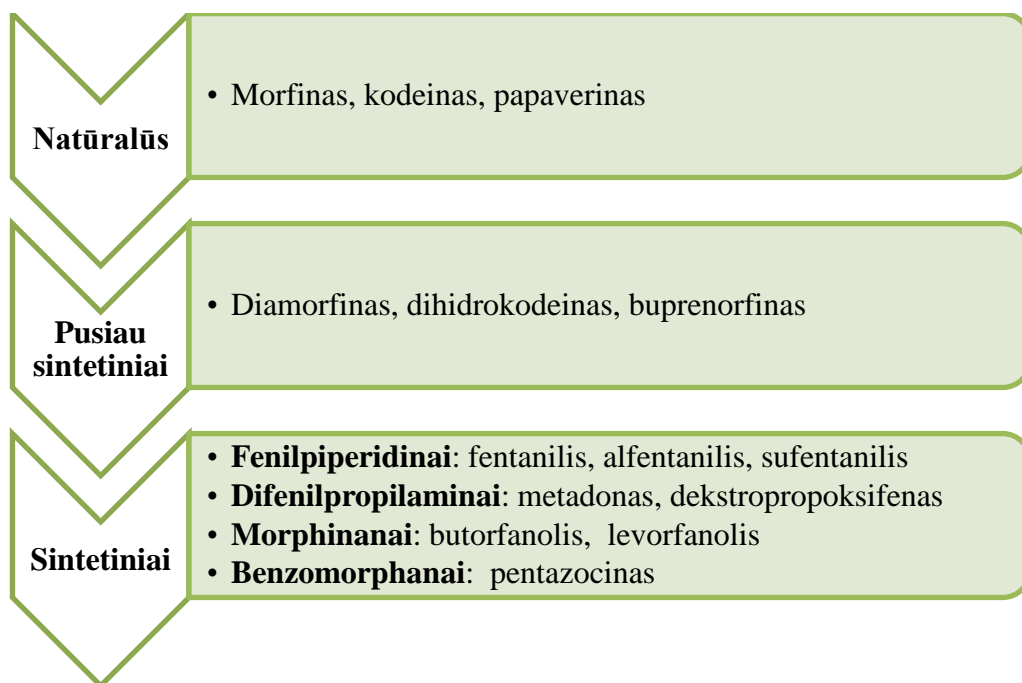 Natūralūs
• Morfinas, kodeinas, papaverinas
Pusiau
sintetiniai
• Diamorfinas, dihidrokodeinas, buprenorfinas
Sintetiniai
• Fenilpiperidinai: fentanilis, alfentanilis, sufentanilis
• Difenilpropilaminai: metadonas, dekstropropoksifenas
• Morphinanai: butorfanolis, levorfanolis
• Benzomorphanai: pentazocinas